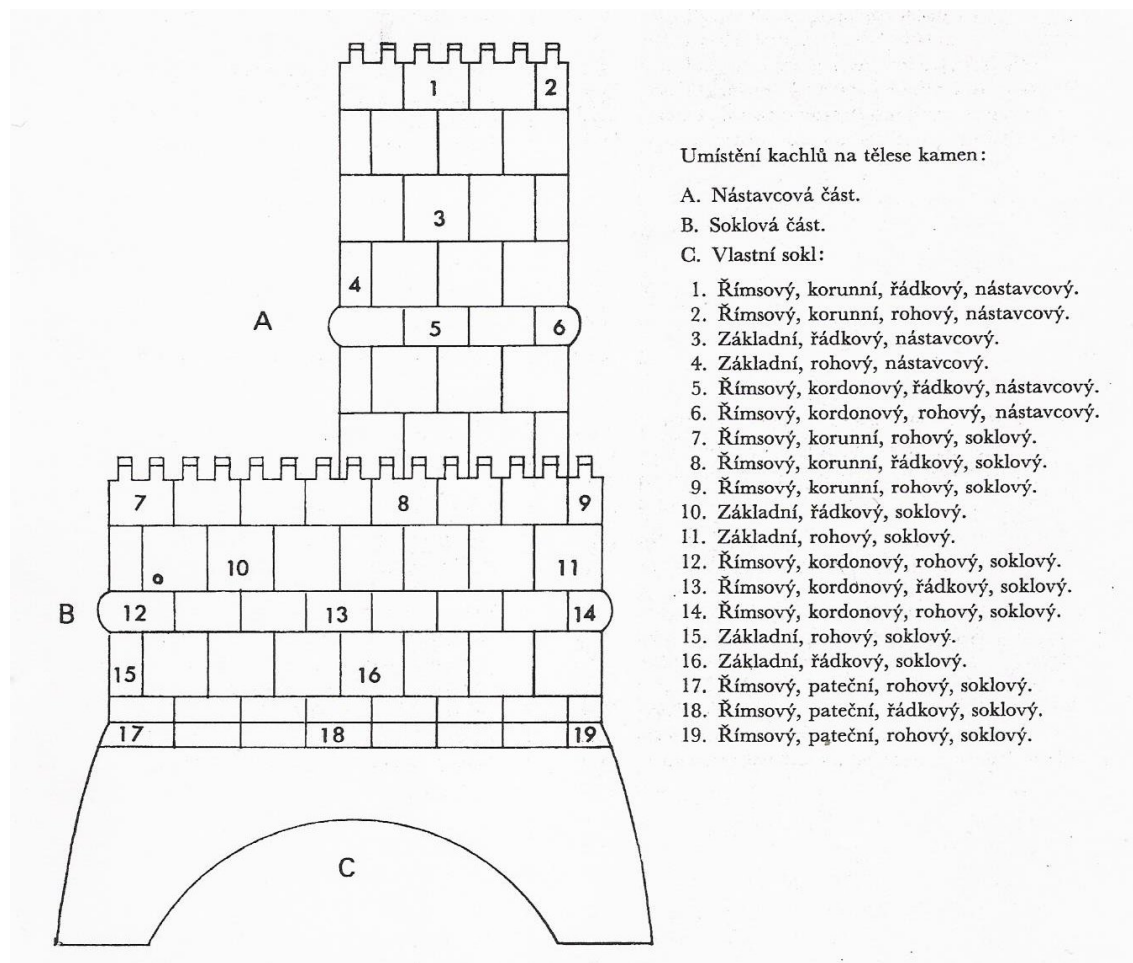 1 2
3
4
A 5 6
7 8 9
10 11
B 12 13 14
15 16
17 18 19
C
Umístění kachlů na tělese kamen:
A. Nástavcová část.
B. Soklová část.
C. Vlastní sokl:
1. Římsový, korunní, řádkový, nástavcový.
2. Římsový, korunní, rohový, nástavcový.
3. Základní, řádkový, nástavcový.
4. Základní, rohový, nástavcový.
5. Římsový, kordonový, řádkový, nástavcový.
6. Římsový, kordonový, rohový, nástavcový.
7. Římsový, korunní, rohový, soklový.
8. Římsový, korunní, řádkový, soklový.
9. Římsový, korunní, rohový, soklový.
10. Základní, řádkový, soklový.
11. Základní, rohový, soklový.
12. Římsový, kordonový, rohový, soklový.
13. Římsový, kordonový, řádkový, soklový.
14. Římsový, kordonový, rohový, soklový.
15. Základní, rohový, soklový.
16. Základní, řádkový, soklový.
17. Římsový, pateční, rohový, soklový.
18. Římsový, pateční, řádkový, soklový.
19. Římsový, pateční, rohový, soklový.